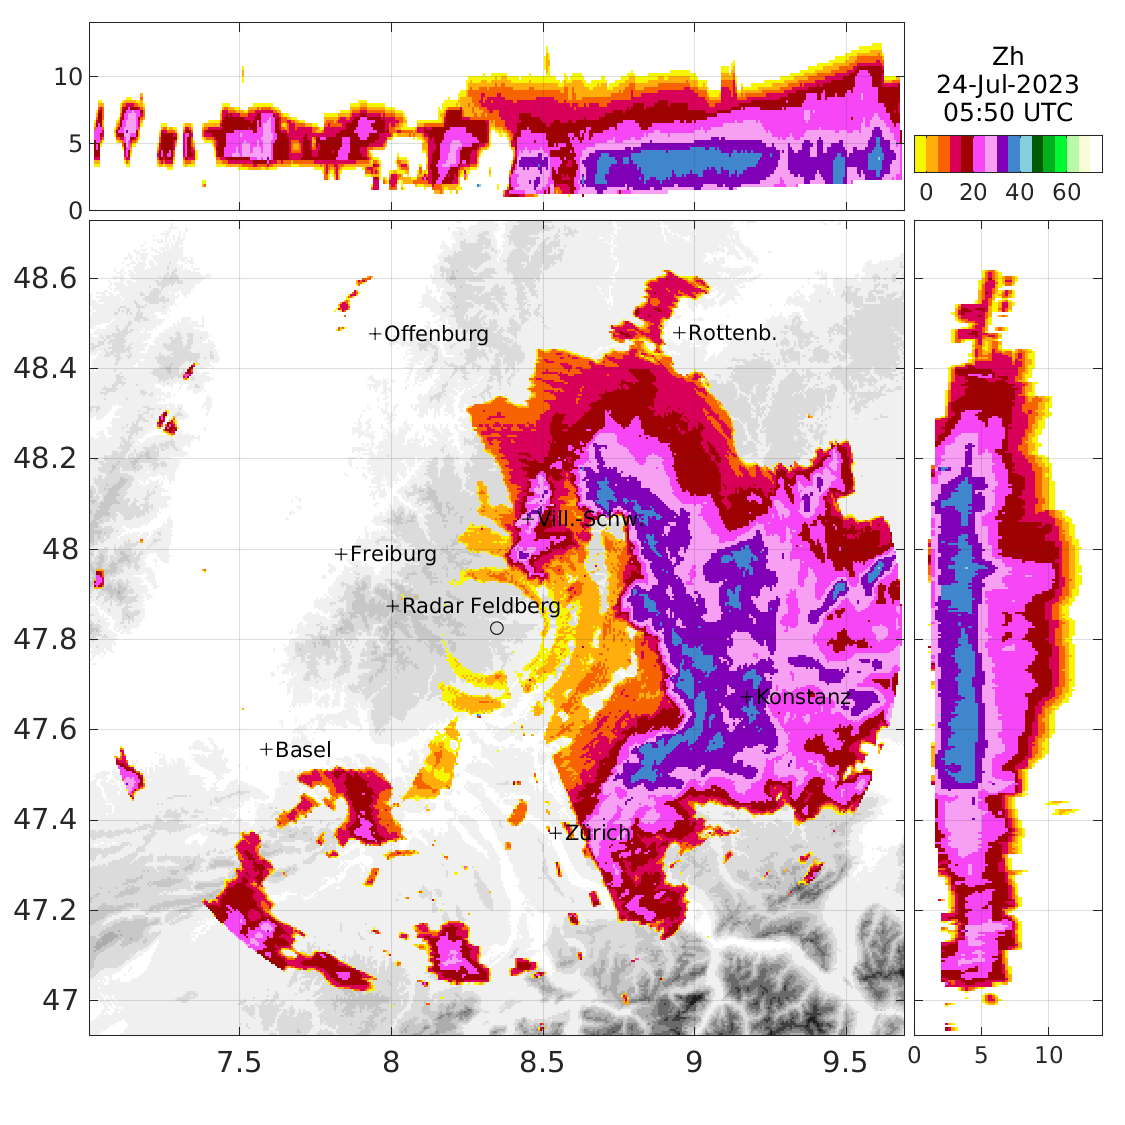 10
5
0
Zh
24-Jul-2023
05:50 UTC
0 20 40 60
48.6
48.4
48.2
48
47.8
47.6
47.4
47.2
47
+Offenburg
+Rottenb.
+Vill.-Schw.
+Freiburg
+Radar Feldberg
+Konstanz
+Basel
+Zürich
7.5 8 8.5 9 9.5
0 5 10